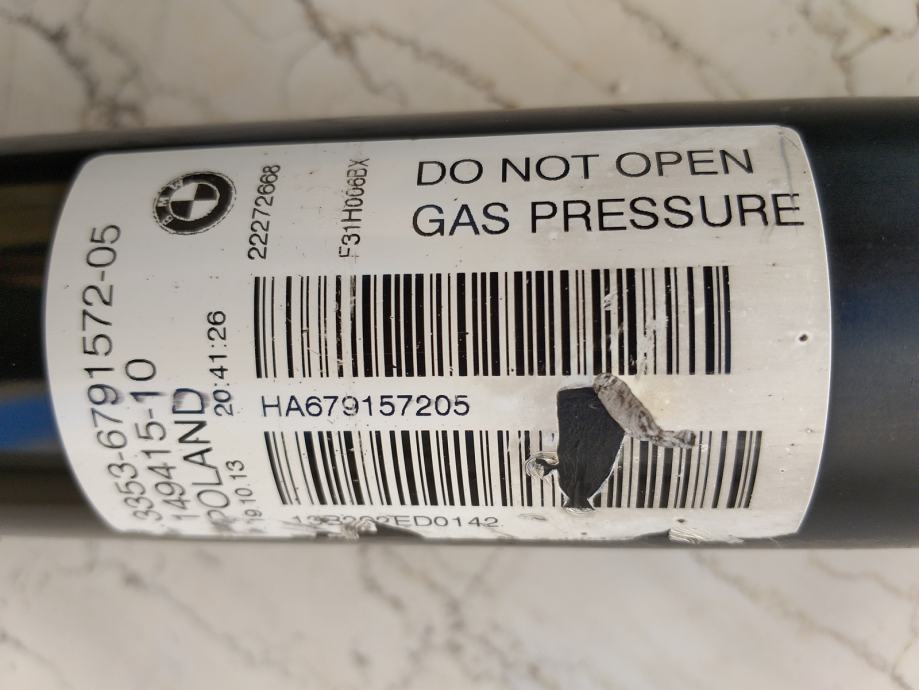 DO NOT OPEN
GAS PRESSURE
BMW
22272668
F31H006BX
3353-6791572-05
149415-10
POLAND
19.10.13 20:41:26
HA679157205